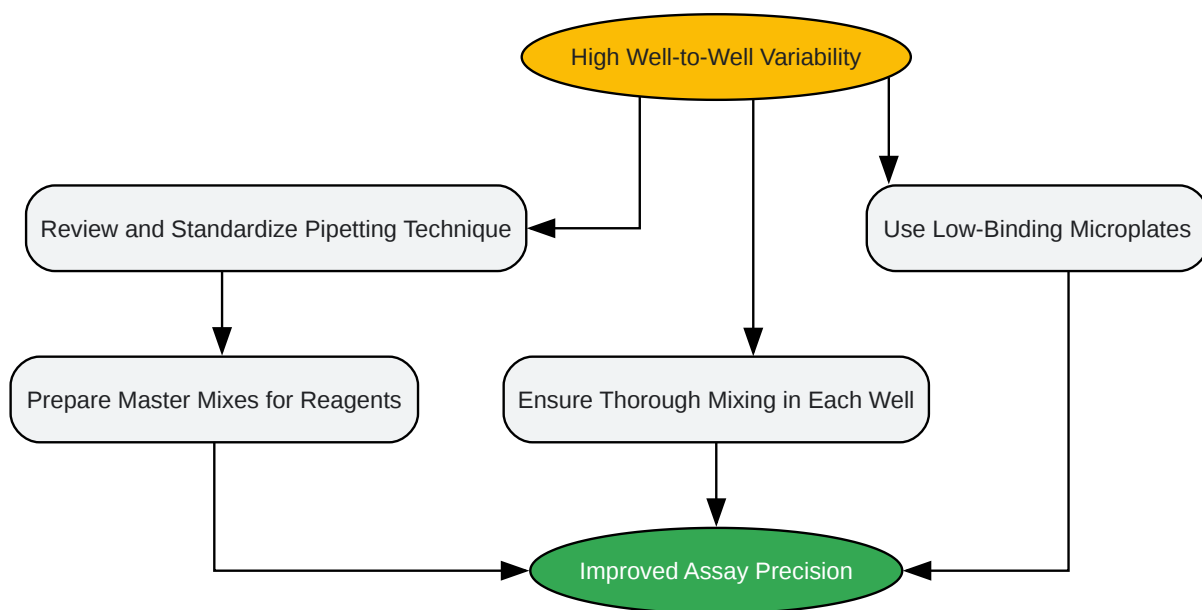 High Well-to-Well Variability
Review and Standardize Pipetting Technique
Use Low-Binding Microplates
Prepare Master Mixes for Reagents
Ensure Thorough Mixing in Each Well
Improved Assay Precision